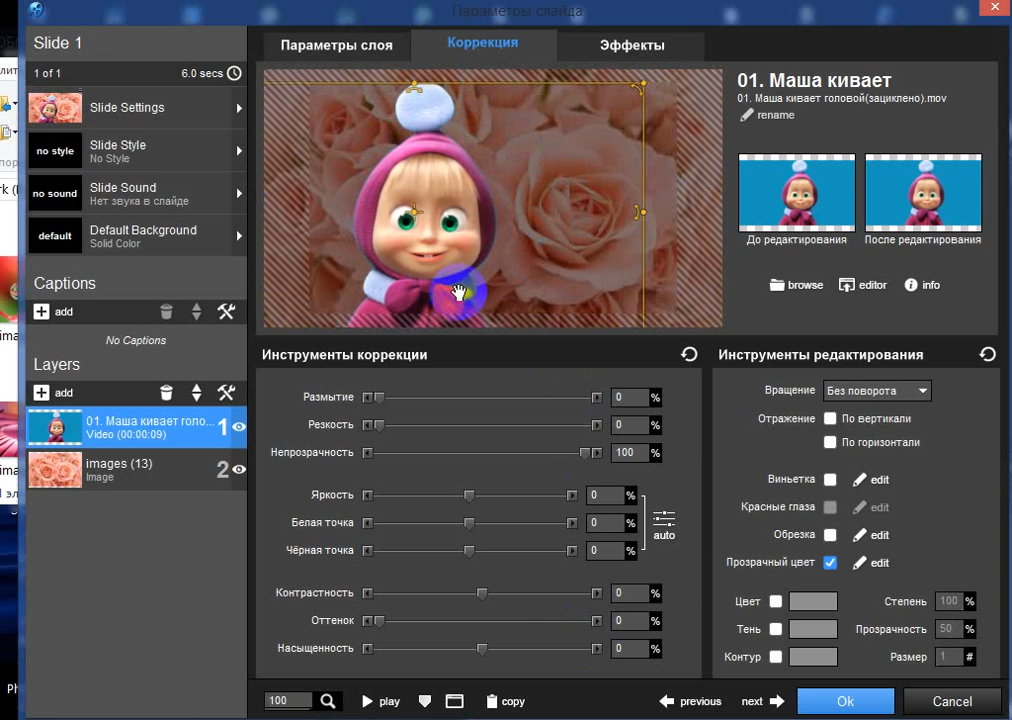 Параметры слайда
Slide 1
1 of 1
6.0 secs
Slide Settings
no style
Slide Style
No Style
no sound
Slide Sound
Нет звука в слайде
default
Default Background
Solid Color
Captions
add
No Captions
Layers
add
01. Маша кивает голо...
Video (00:00:09)
1
images (13)
Image
2
Параметры слоя
Коррекция
Эффекты
01. Маша кивает
01. Маша кивает головой(зациклено).mov
rename
До редактирования
После редактирования
browse
editor
info
Инструменты коррекции
Размытие 0 %
Резкость 0 %
Непрозрачность 100 %
Яркость 0 %
Белая точка 0 %
Чёрная точка 0 %
auto
Контрастность 0 %
Оттенок 0 %
Насыщенность 0 %
Инструменты редактирования
Вращение Без поворота
Отражение По вертикали
По горизонтали
Виньетка edit
Красные глаза edit
Обрезка edit
Прозрачный цвет edit
Цвет Степень 100 %
Тень Прозрачность 50 %
Контур Размер 1 #
100
play
copy
previous
next
Ok
Cancel